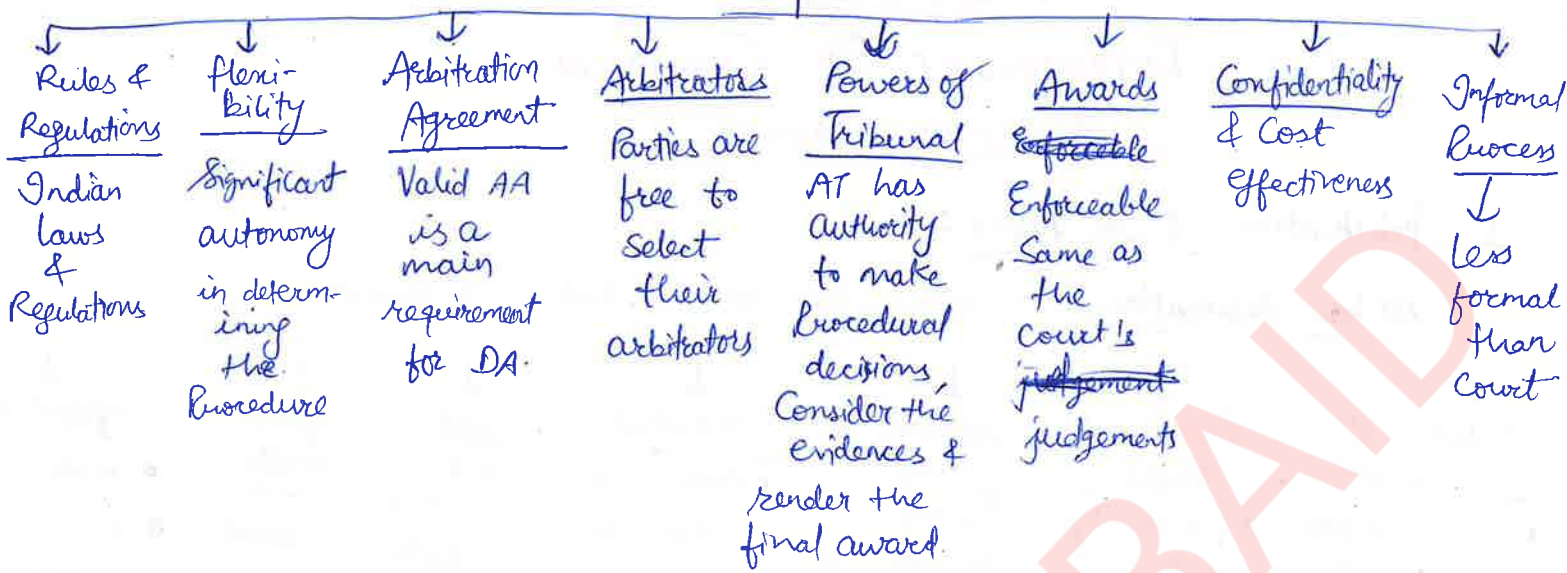 Rules &
Regulations
Indian
laws
&
Regulations
flexi-
bility
Significant
autonomy
in determ-
ining
the
Procedure
Arbitration
Agreement
Valid AA
is a
main
requirement
for DA.
Arbitrators
Parties are
free to
select
their
arbitrators
Powers of
Tribunal
AT has
authority
to make
Procedural
decisions,
Consider the
evidences &
render the
final award.
Awards
Enforceable
Enforceable
Same as
the
Court's
judgement
judgements
Confidentiality
& Cost
effectiveness
Informal
Process
less
formal
than
Court
BAID